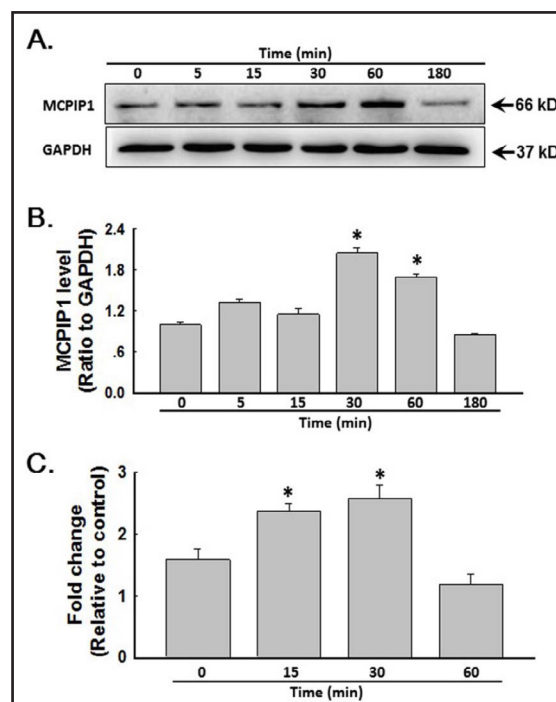 A.
Time (min)
0 5 15 30 60 180
MCPIP1
66 kD
GAPDH
37 kD
B.
MCPIP1 level
(Ratio to GAPDH)
2.4
1.8
1.2
.6
0.0
* *
0 5 15 30 60 180
Time (min)
C.
Fold change
(Relative to control)
3
2
1
0
* *
0 15 30 60
Time (min)